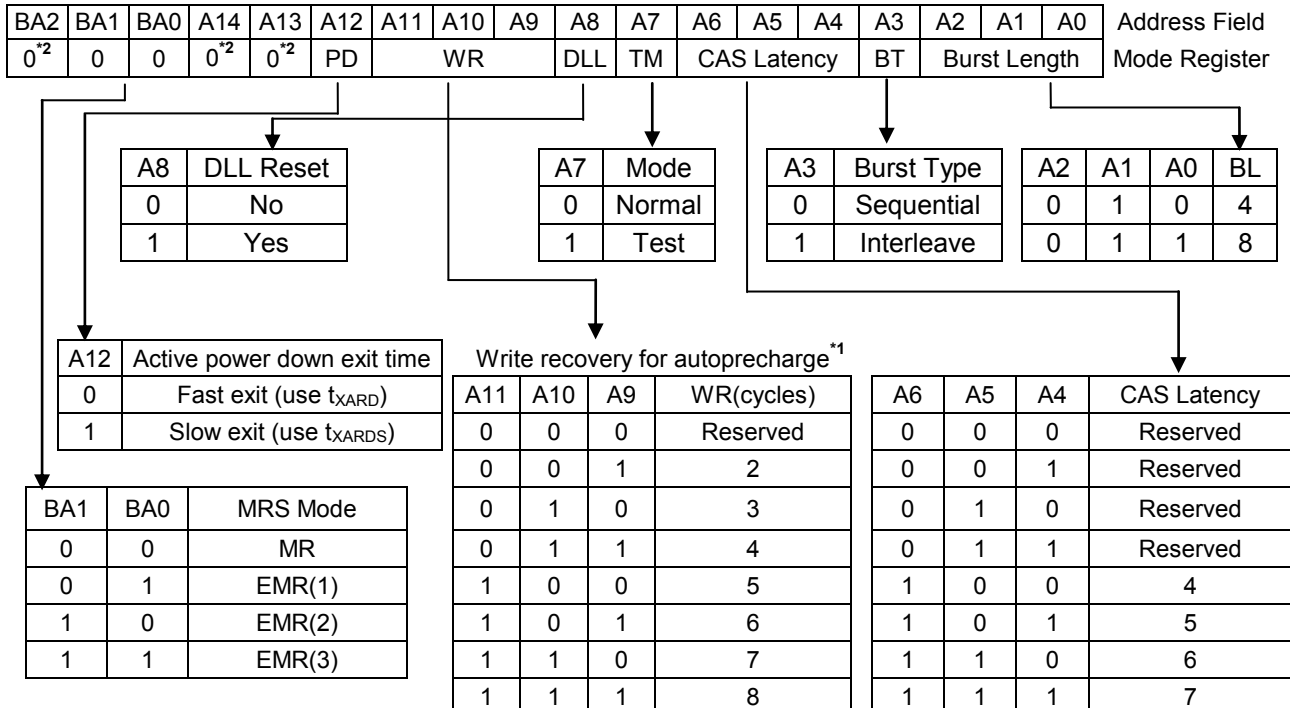 BA2 BA1 BA0 A14 A13 A12 A11 A10 A9 A8 A7 A6 A5 A4 A3 A2 A1 A0 Address Field
0*2 0 0 0*2 0*2 PD WR DLL TM CAS Latency BT Burst Length Mode Register
A8 DLL Reset
0 No
1 Yes
A7 Mode
0 Normal
1 Test
A3 Burst Type
0 Sequential
1 Interleave
A2 A1 A0 BL
0 1 0 4
0 1 1 8
A12 Active power down exit time
0 Fast exit (use tXARD)
1 Slow exit (use tXARDS)
BA1 BA0 MRS Mode
0 0 MR
0 1 EMR(1)
1 0 EMR(2)
1 1 EMR(3)
Write recovery for autoprecharge*1
A11 A10 A9 WR(cycles)
0 0 0 Reserved
0 0 1 2
0 1 0 3
0 1 1 4
1 0 0 5
1 0 1 6
1 1 0 7
1 1 1 8
A6 A5 A4 CAS Latency
0 0 0 Reserved
0 0 1 Reserved
0 1 0 Reserved
0 1 1 Reserved
1 0 0 4
1 0 1 5
1 1 0 6
1 1 1 7